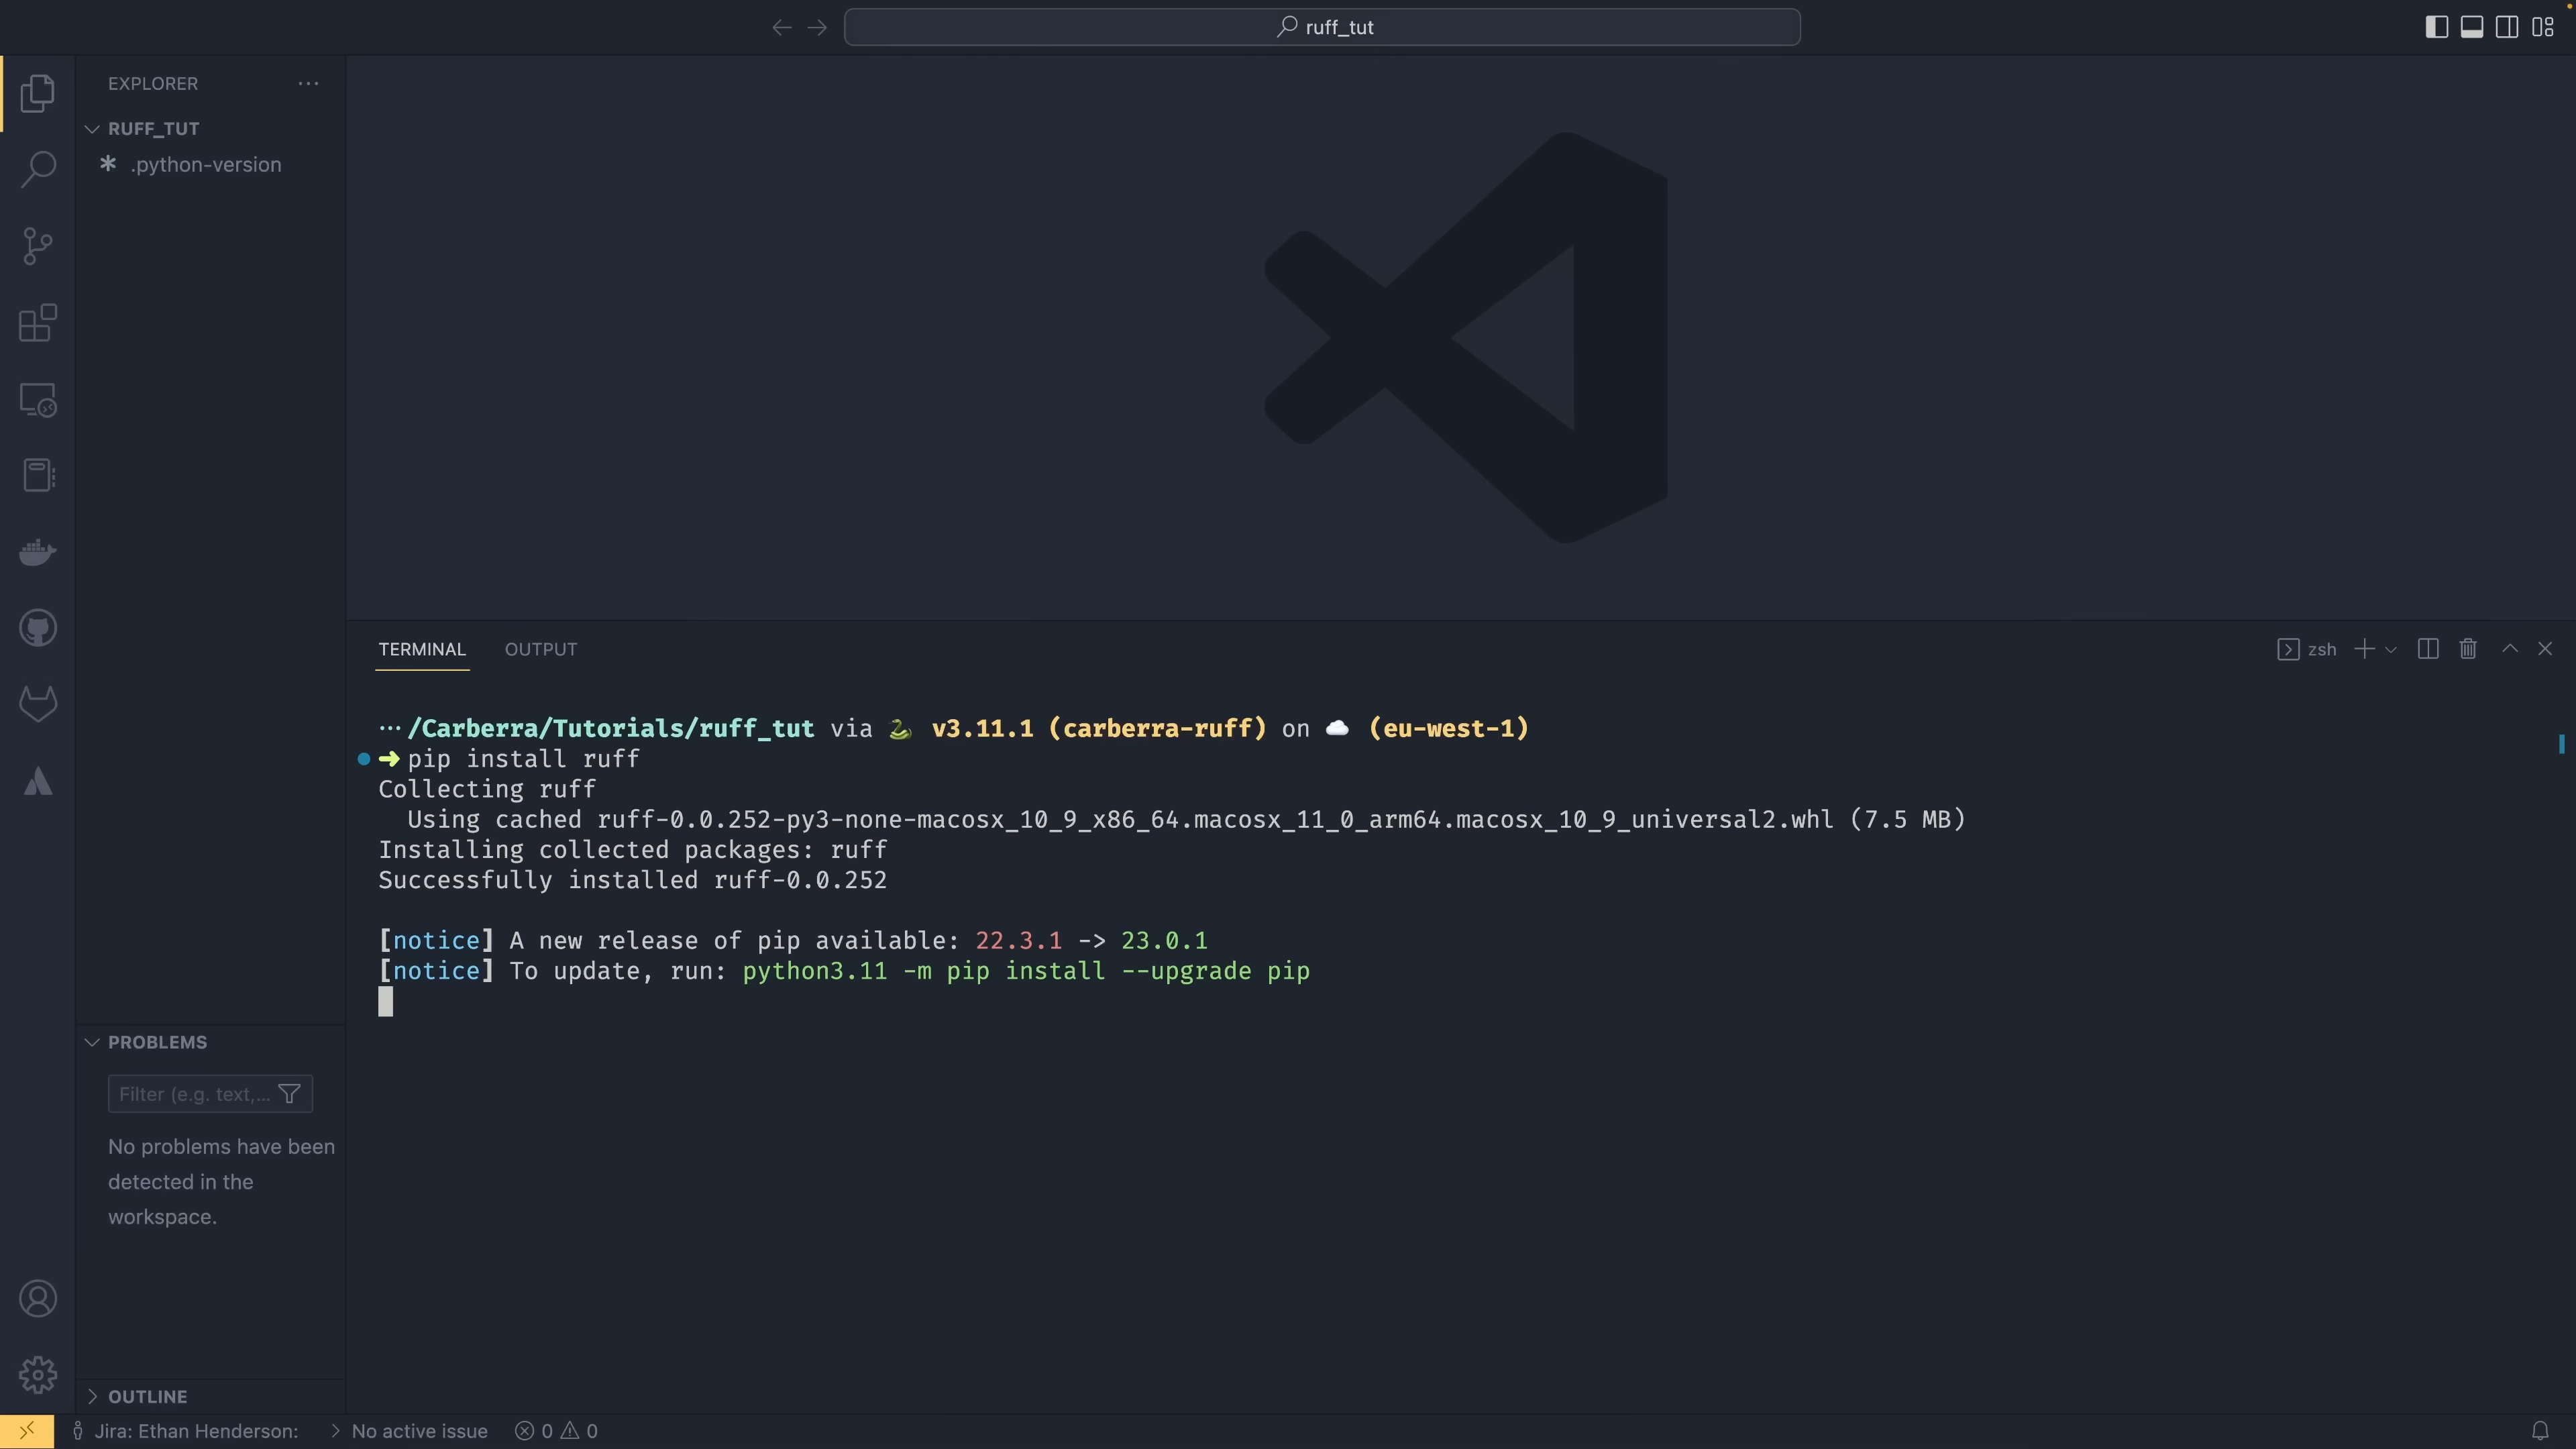 ruff_tut
EXPLORER
RUFF_TUT
.python-version
TERMINAL
OUTPUT
zsh
··· /Carberra/Tutorials/ruff_tut via 🐍 v3.11.1 (carberra-ruff) on ☁️ (eu-west-1)
➜ pip install ruff
Collecting ruff
Using cached ruff-0.0.252-py3-none-macosx_10_9_x86_64.macosx_11_0_arm64.macosx_10_9_universal2.whl (7.5 MB)
Installing collected packages: ruff
Successfully installed ruff-0.0.252
[notice] A new release of pip available: 22.3.1 -> 23.0.1
[notice] To update, run: python3.11 -m pip install --upgrade pip
PROBLEMS
Filter (e.g. text,...
No problems have been
detected in the
workspace.
OUTLINE
Jira: Ethan Henderson: > No active issue 0 0